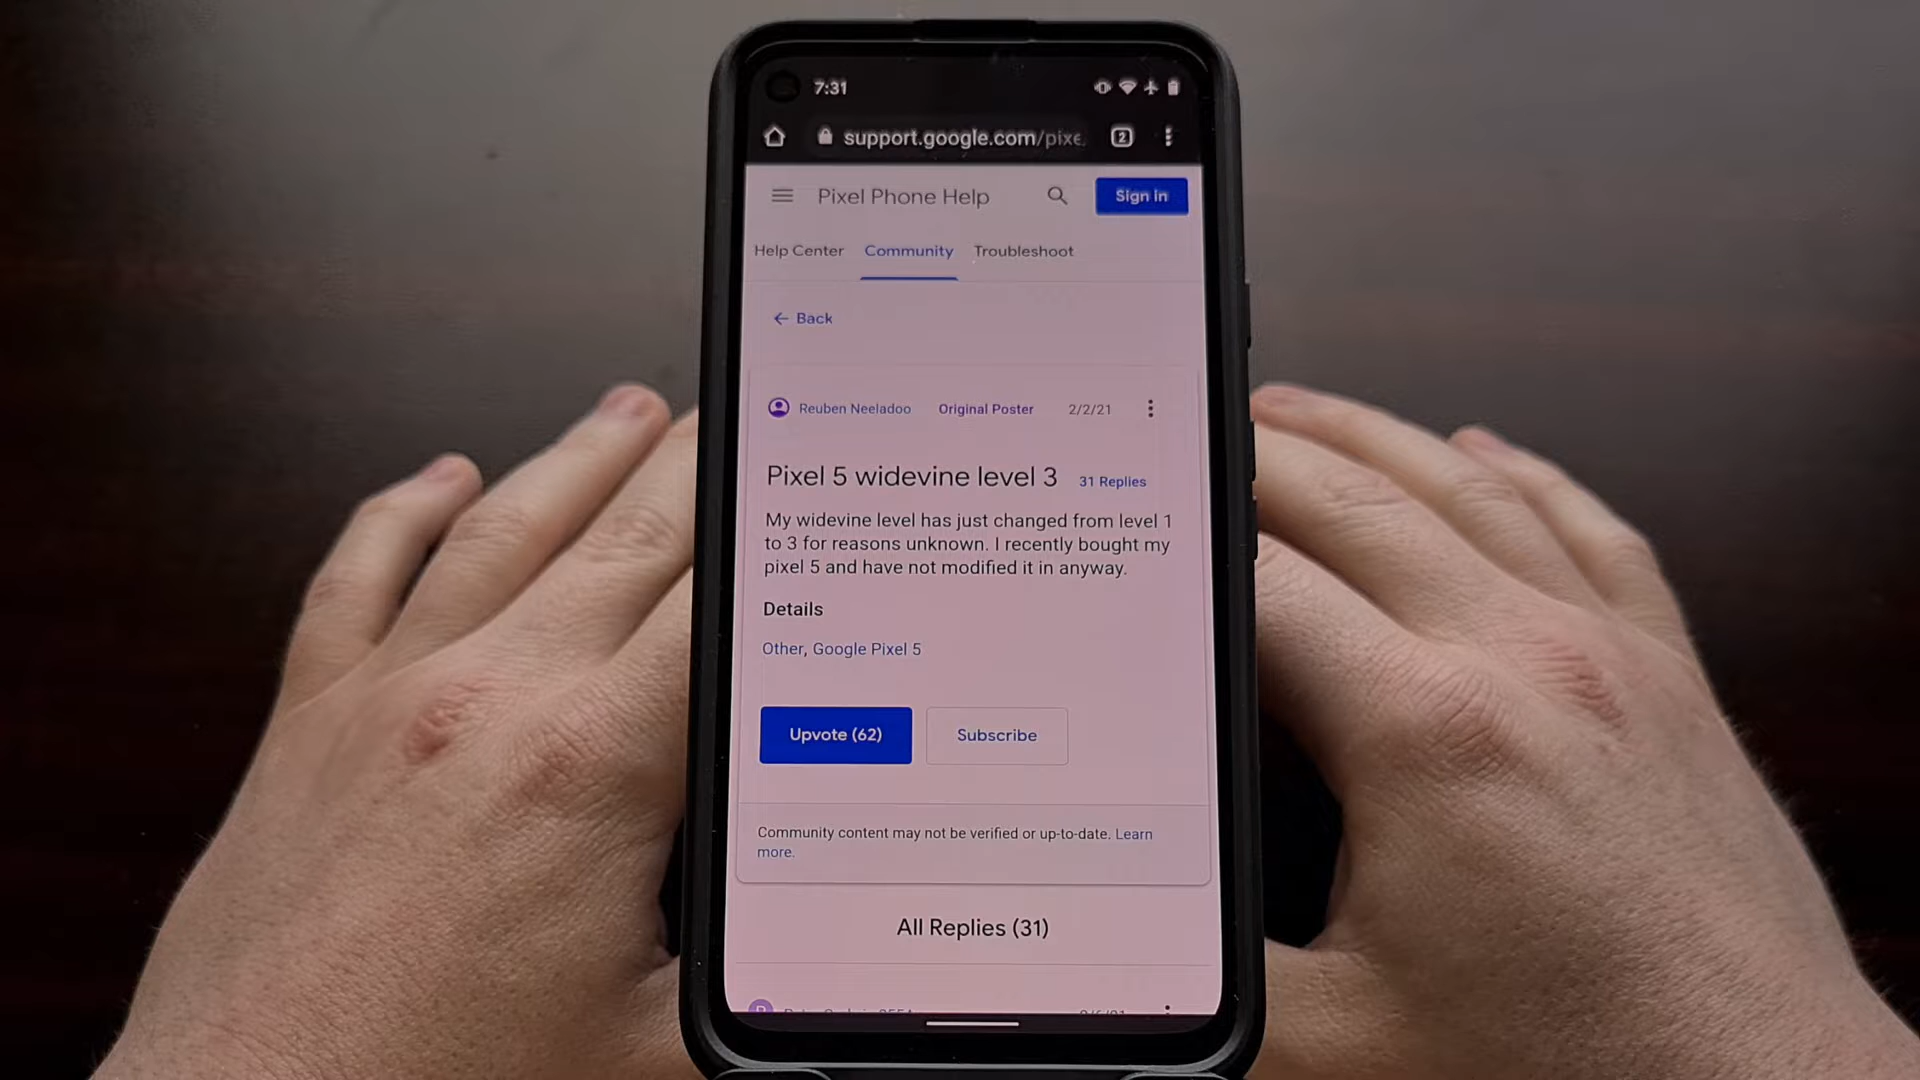 7:31
support.google.com/pixe
2
Pixel Phone Help
Sign in
Help Center Community Troubleshoot
Back
Reuben Neeladoo Original Poster 2/2/21
Pixel 5 widevine level 3 31 Replies
My widevine level has just changed from level 1
to 3 for reasons unknown. I recently bought my
pixel 5 and have not modified it in anyway.
Details
Other, Google Pixel 5
Upvote (62) Subscribe
Community content may not be verified or up-to-date. Learn
more.
All Replies (31)